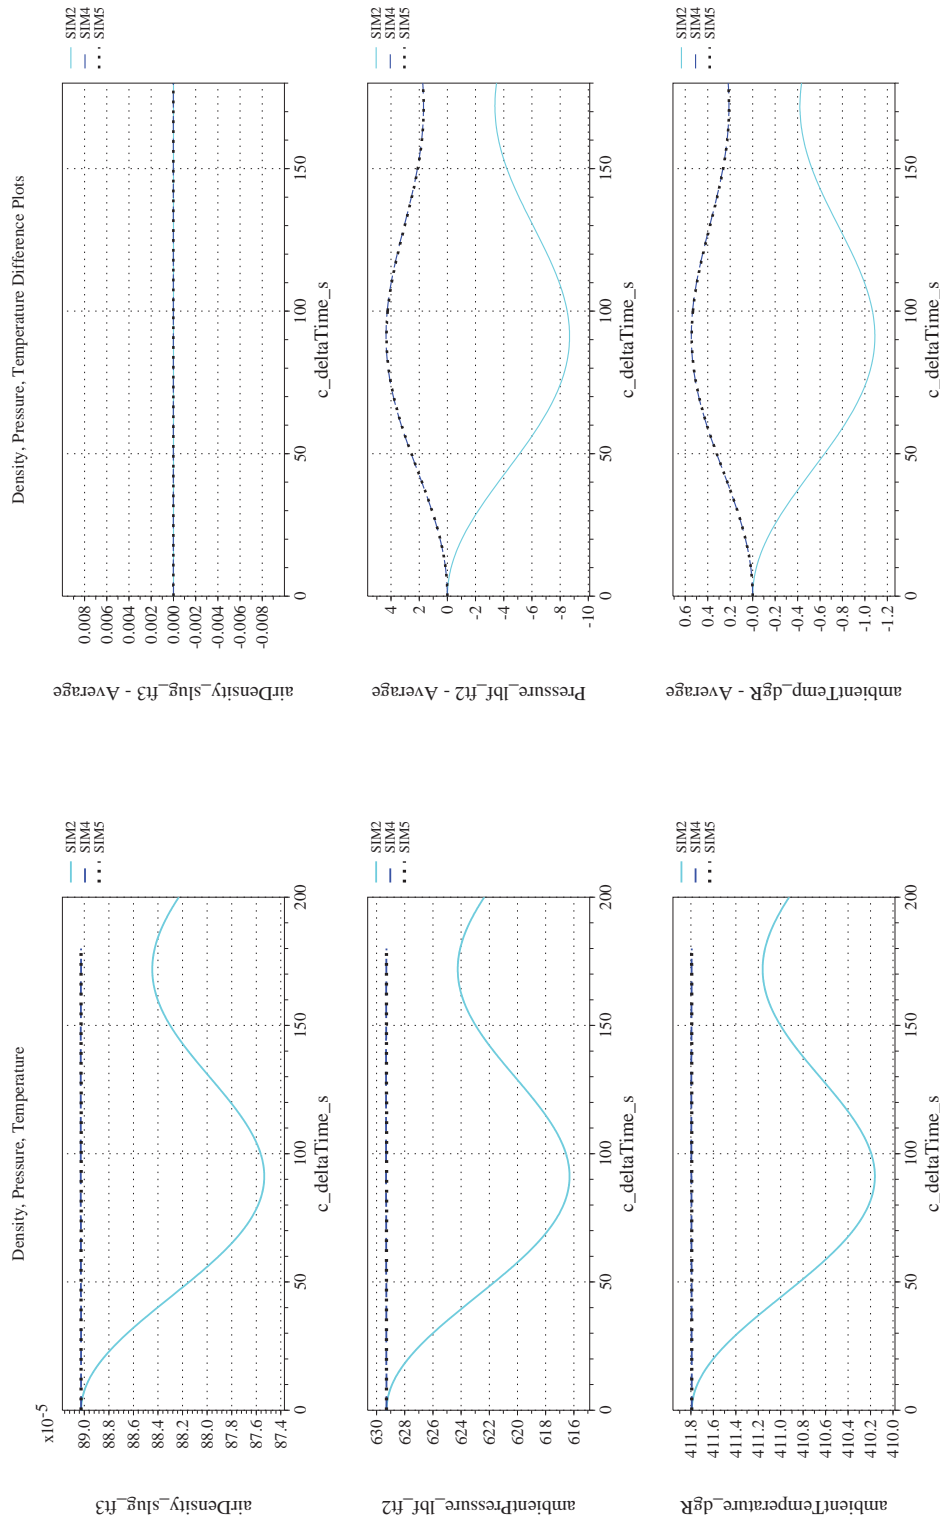 Density, Pressure, Temperature
x10-5
airDensity_slug_ft3
89.0
88.8
88.6
88.4
88.2
88.0
87.8
87.6
87.4
0
50
100
150
200
c_deltaTime_s
SIM2
SIM4
SIM5
ambientPressure_lbf_ft2
630
628
626
624
622
620
618
616
0
50
100
150
200
c_deltaTime_s
SIM2
SIM4
SIM5
ambientTemperature_dgR
411.8
411.6
411.4
411.2
411.0
410.8
410.6
410.4
410.2
410.0
0
50
100
150
200
c_deltaTime_s
SIM2
SIM4
SIM5
Density, Pressure, Temperature Difference Plots
airDensity_slug_ft3 - Average
0.008
0.006
0.004
0.002
0.000
-0.002
-0.004
-0.006
-0.008
0
50
100
150
c_deltaTime_s
SIM2
SIM4
SIM5
Pressure_lbf_ft2 - Average
4
2
0
-2
-4
-6
-8
-10
0
50
100
150
c_deltaTime_s
SIM2
SIM4
SIM5
ambientTemp_dgR - Average
0.6
0.4
0.2
-0.0
-0.2
-0.4
-0.6
-0.8
-1.0
-1.2
0
50
100
150
c_deltaTime_s
SIM2
SIM4
SIM5